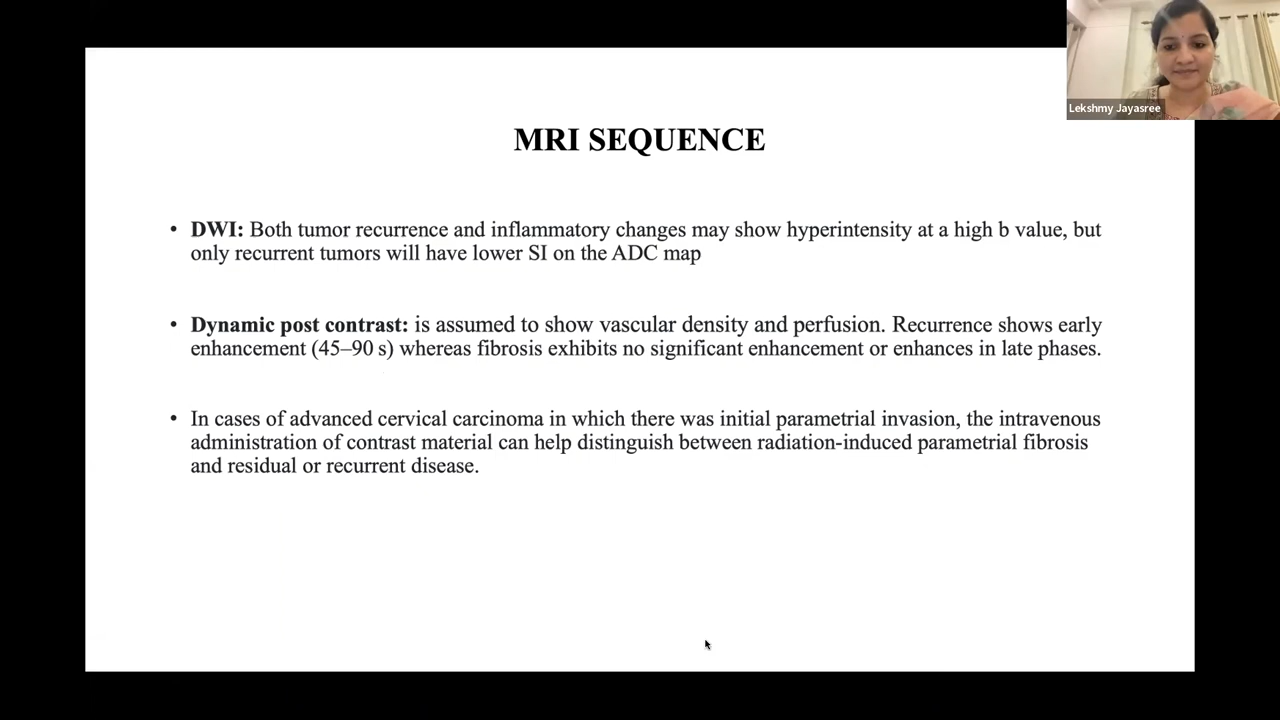 Lekshmy Jayasree
MRI SEQUENCE
• DWI: Both tumor recurrence and inflammatory changes may show hyperintensity at a high b value, but
only recurrent tumors will have lower SI on the ADC map
• Dynamic post contrast: is assumed to show vascular density and perfusion. Recurrence shows early
enhancement (45–90 s) whereas fibrosis exhibits no significant enhancement or enhances in late phases.
• In cases of advanced cervical carcinoma in which there was initial parametrial invasion, the intravenous
administration of contrast material can help distinguish between radiation-induced parametrial fibrosis
and residual or recurrent disease.